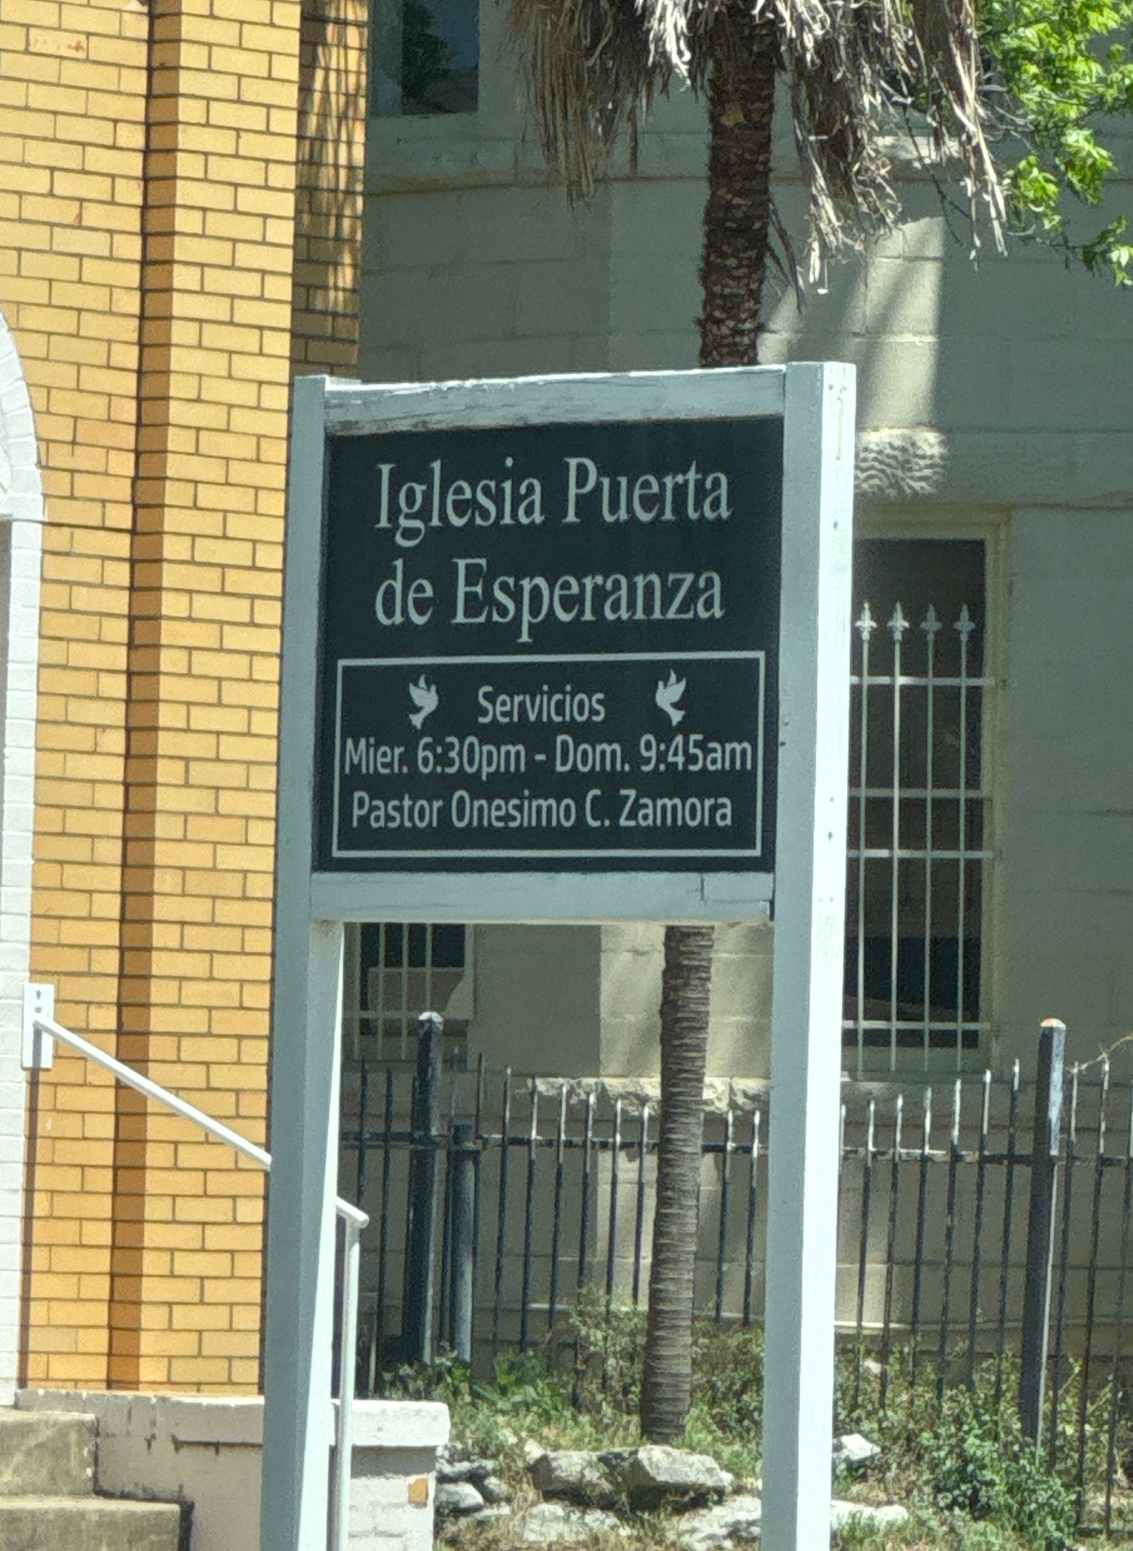 Iglesia Puerta
de Esperanza
Servicios
Mier. 6:30pm - Dom. 9:45am
Pastor Onesimo C. Zamora